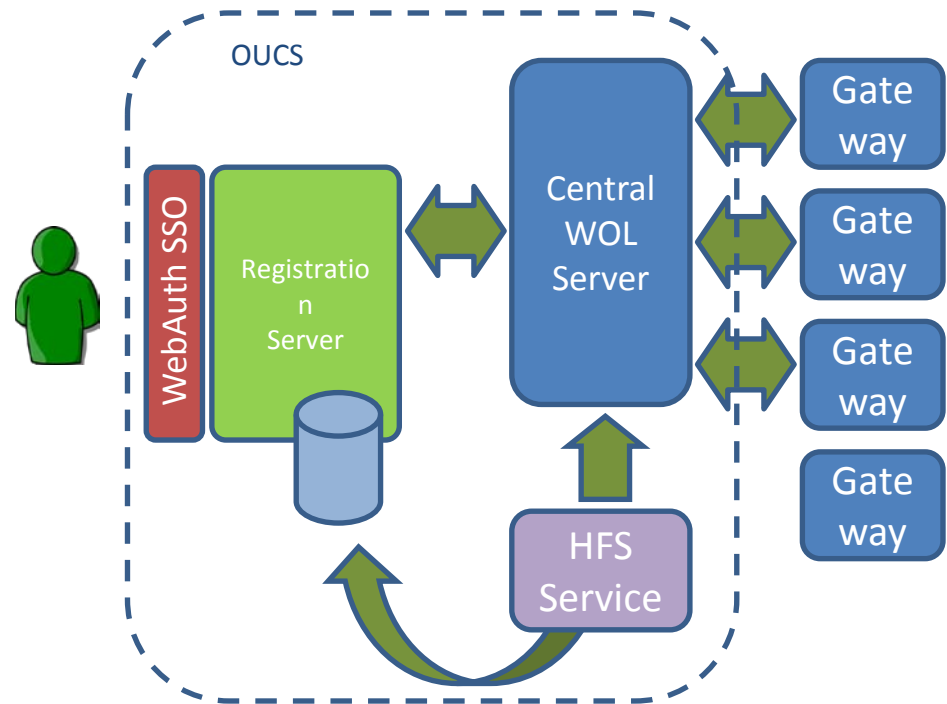 OUCS
WebAuth SSO
Registratio
n
Server
Central
WOL
Server
HFS
Service
Gate
way
Gate
way
Gate
way
Gate
way